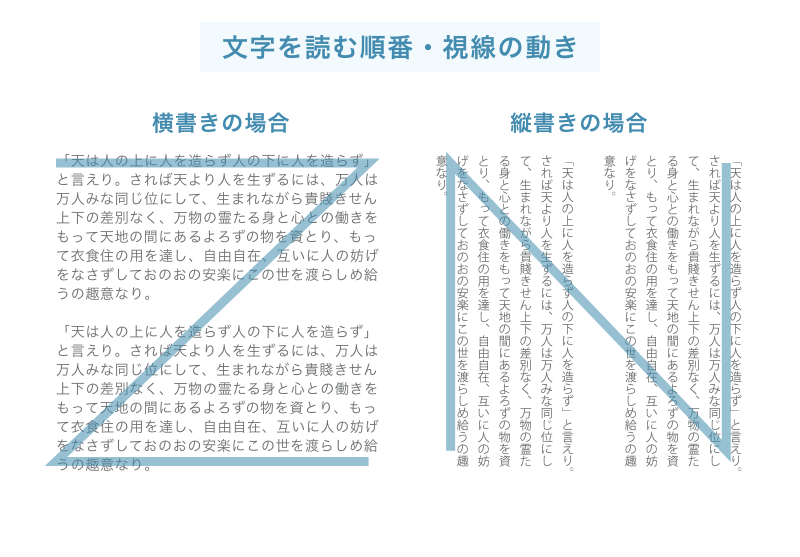 文字を読む順番・視線の動き
横書きの場合
「天は人の上に人を造らず人の下に人を造らず」
と言えり。されば天より人を生ずるには、万人は
万人みな同じ位にして、生まれながら貴賤きせん
上下の差別なく、万物の霊たる身と心との働きを
もって天地の間にあるよろずの物を資とり、もっ
て衣食住の用を達し、自由自在、互いに人の妨げ
をなさずしておのおの安楽にこの世を渡らしめ給
うの趣意なり。
「天は人の上に人を造らず人の下に人を造らず」
と言えり。されば天より人を生ずるには、万人は
万人みな同じ位にして、生まれながら貴賤きせん
上下の差別なく、万物の霊たる身と心との働きを
もって天地の間にあるよろずの物を資とり、もっ
て衣食住の用を達し、自由自在、互いに人の妨げ
をなさずしておのおの安楽にこの世を渡らしめ給
うの趣意なり。
縦書きの場合
「天は人の上に人を造らず人の下に人を造らず」と言えり。
されば天より人を生ずるには、万人は万人みな同じ位にし
て、生まれながら貴賤きせん上下の差別なく、万物の霊た
る身と心との働きをもって天地の間にあるよろずの物を資
とり、もって衣食住の用を達し、自由自在、互いに人の妨
げをなさずしておのおの安楽にこの世を渡らしめ給うの趣
意なり。
「天は人の上に人を造らず人の下に人を造らず」と言えり。
されば天より人を生ずるには、万人は万人みな同じ位にし
て、生まれながら貴賤きせん上下の差別なく、万物の霊た
る身と心との働きをもって天地の間にあるよろずの物を資
とり、もって衣食住の用を達し、自由自在、互いに人の妨
げをなさずしておのおの安楽にこの世を渡らしめ給うの趣
意なり。